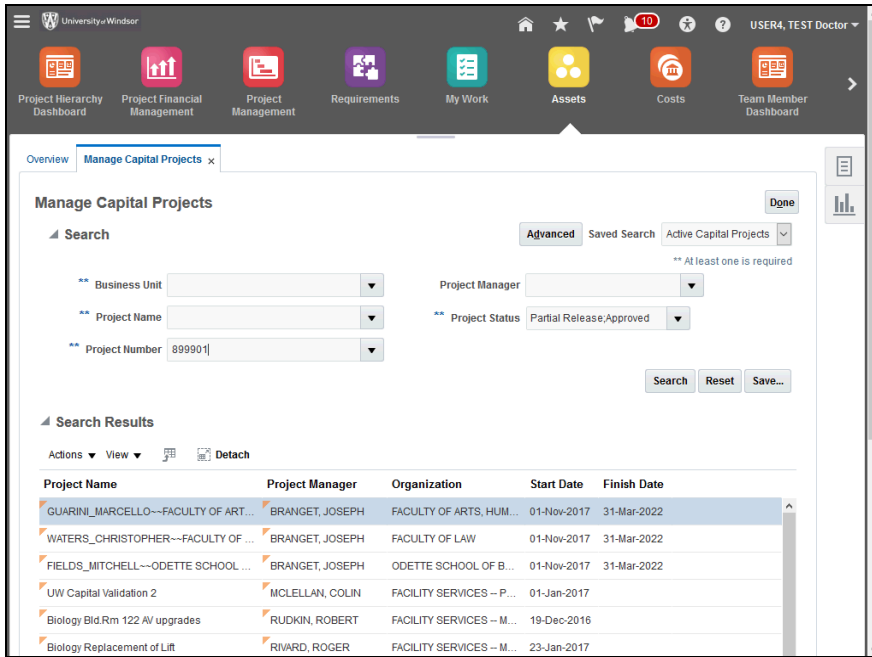 University of Windsor
10
USER4, TEST Doctor
Project Hierarchy Dashboard
Project Financial Management
Project Management
Requirements
My Work
Assets
Costs
Team Member Dashboard
Overview
Manage Capital Projects x
Manage Capital Projects
Done
Search
Advanced Saved Search Active Capital Projects
** At least one is required
** Business Unit
Project Manager
** Project Name
** Project Status Partial Release;Approved
** Project Number 899901
Search Reset Save...
Search Results
Actions View Detach
Project Name Project Manager Organization Start Date Finish Date
GUARINI_MARCELLO~~FACULTY OF ART... BRANGET, JOSEPH FACULTY OF ARTS, HUM... 01-Nov-2017 31-Mar-2022
WATERS_CHRISTOPHER~~FACULTY OF ... BRANGET, JOSEPH FACULTY OF LAW 01-Nov-2017 31-Mar-2022
FIELDS_MITCHELL~~ODETTE SCHOOL ... BRANGET, JOSEPH ODETTE SCHOOL OF B... 01-Nov-2017 31-Mar-2022
UW Capital Validation 2 MCLELLAN, COLIN FACILITY SERVICES -- P... 01-Jan-2017
Biology Bld.Rm 122 AV upgrades RUDKIN, ROBERT FACILITY SERVICES -- M... 19-Dec-2016
Biology Replacement of Lift RIVARD, ROGER FACILITY SERVICES -- M... 23-Jan-2017